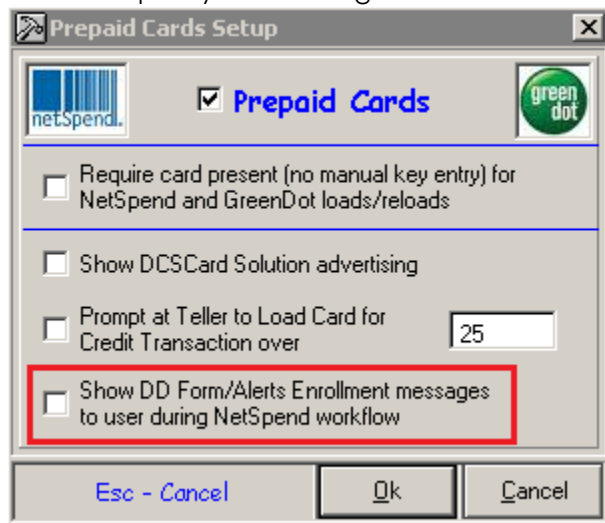 Prepaid Cards Setup
netSpend.
Prepaid Cards
green
dot
Require card present (no manual key entry) for
NetSpend and GreenDot loads/reloads
Show DCSCard Solution advertising
Prompt at Teller to Load Card for
Credit Transaction over
25
Show DD Form/Alerts Enrollment messages
to user during NetSpend workflow
Esc - Cancel
Ok
Cancel